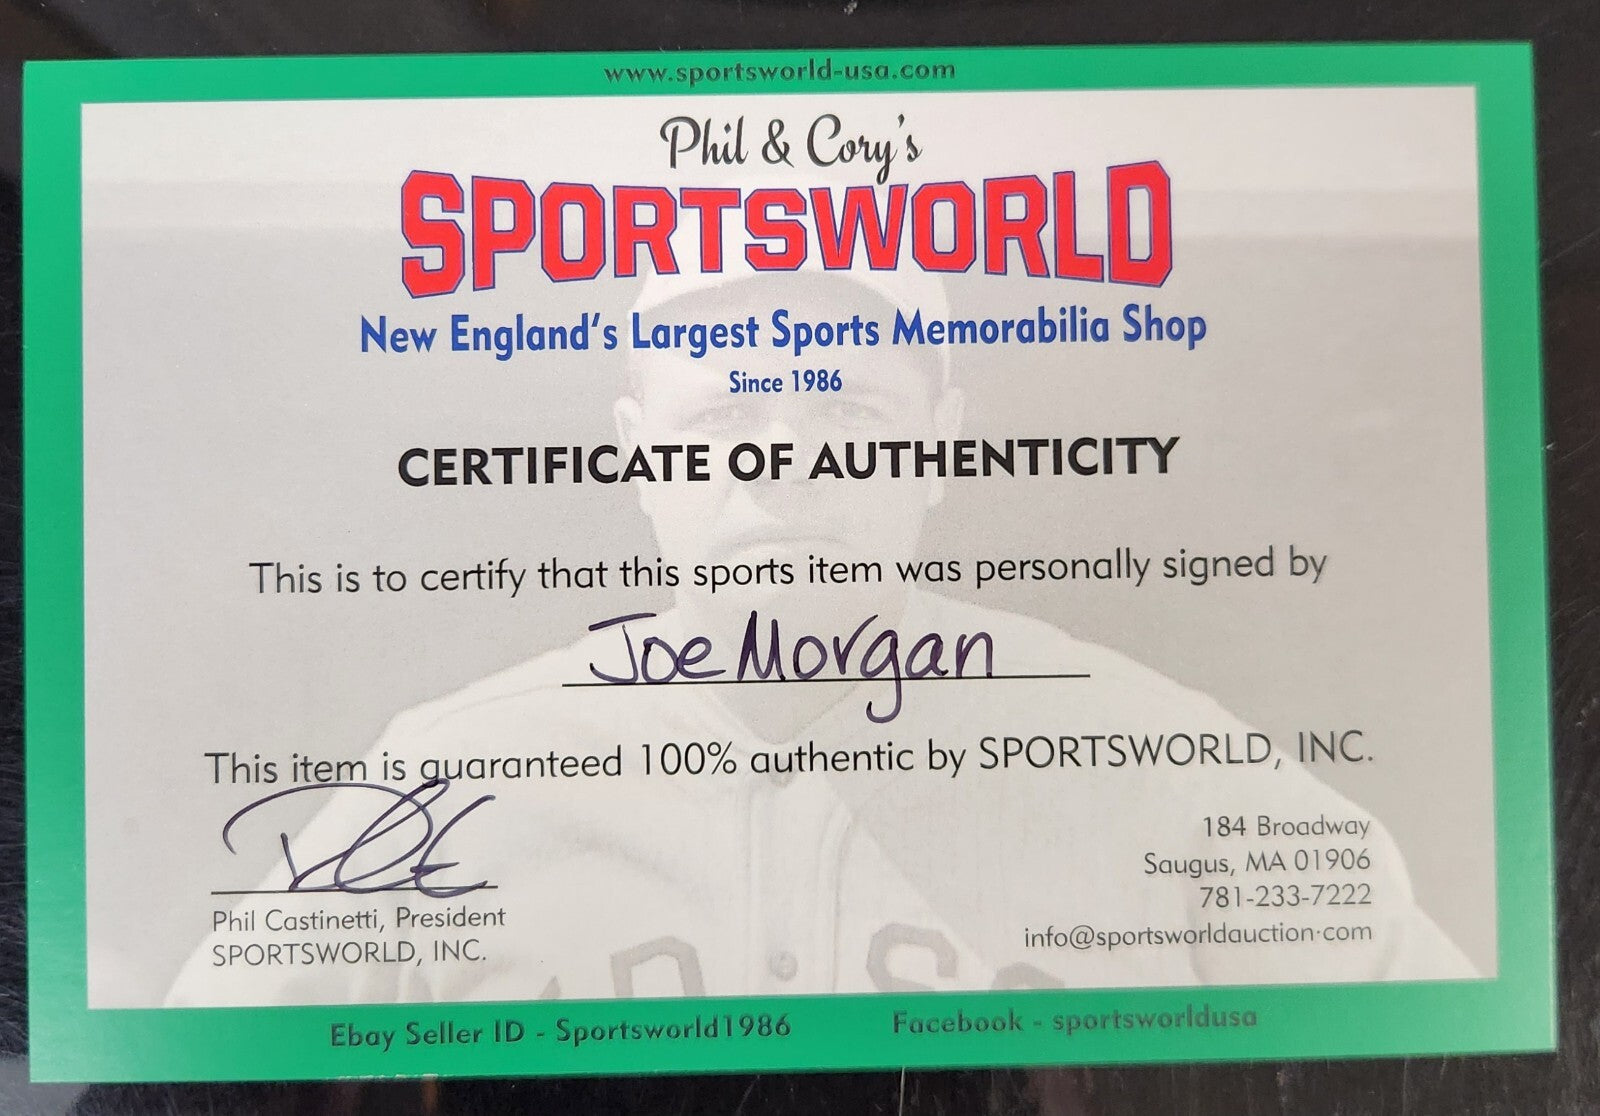 www.sportsworld-usa.com
Phil & Cory's
SPORTSWORLD
New England's Largest Sports Memorabilia Shop
Since 1986
CERTIFICATE OF AUTHENTICITY
This is to certify that this sports item was personally signed by
Joe Morgan
This item is guaranteed 100% authentic by SPORTSWORLD, INC.
Phil Castinetti, President
SPORTSWORLD, INC.
184 Broadway
Saugus, MA 01906
781-233-7222
info@sportsworldauction.com
Ebay Seller ID - Sportsworld1986
Facebook - sportsworldusa